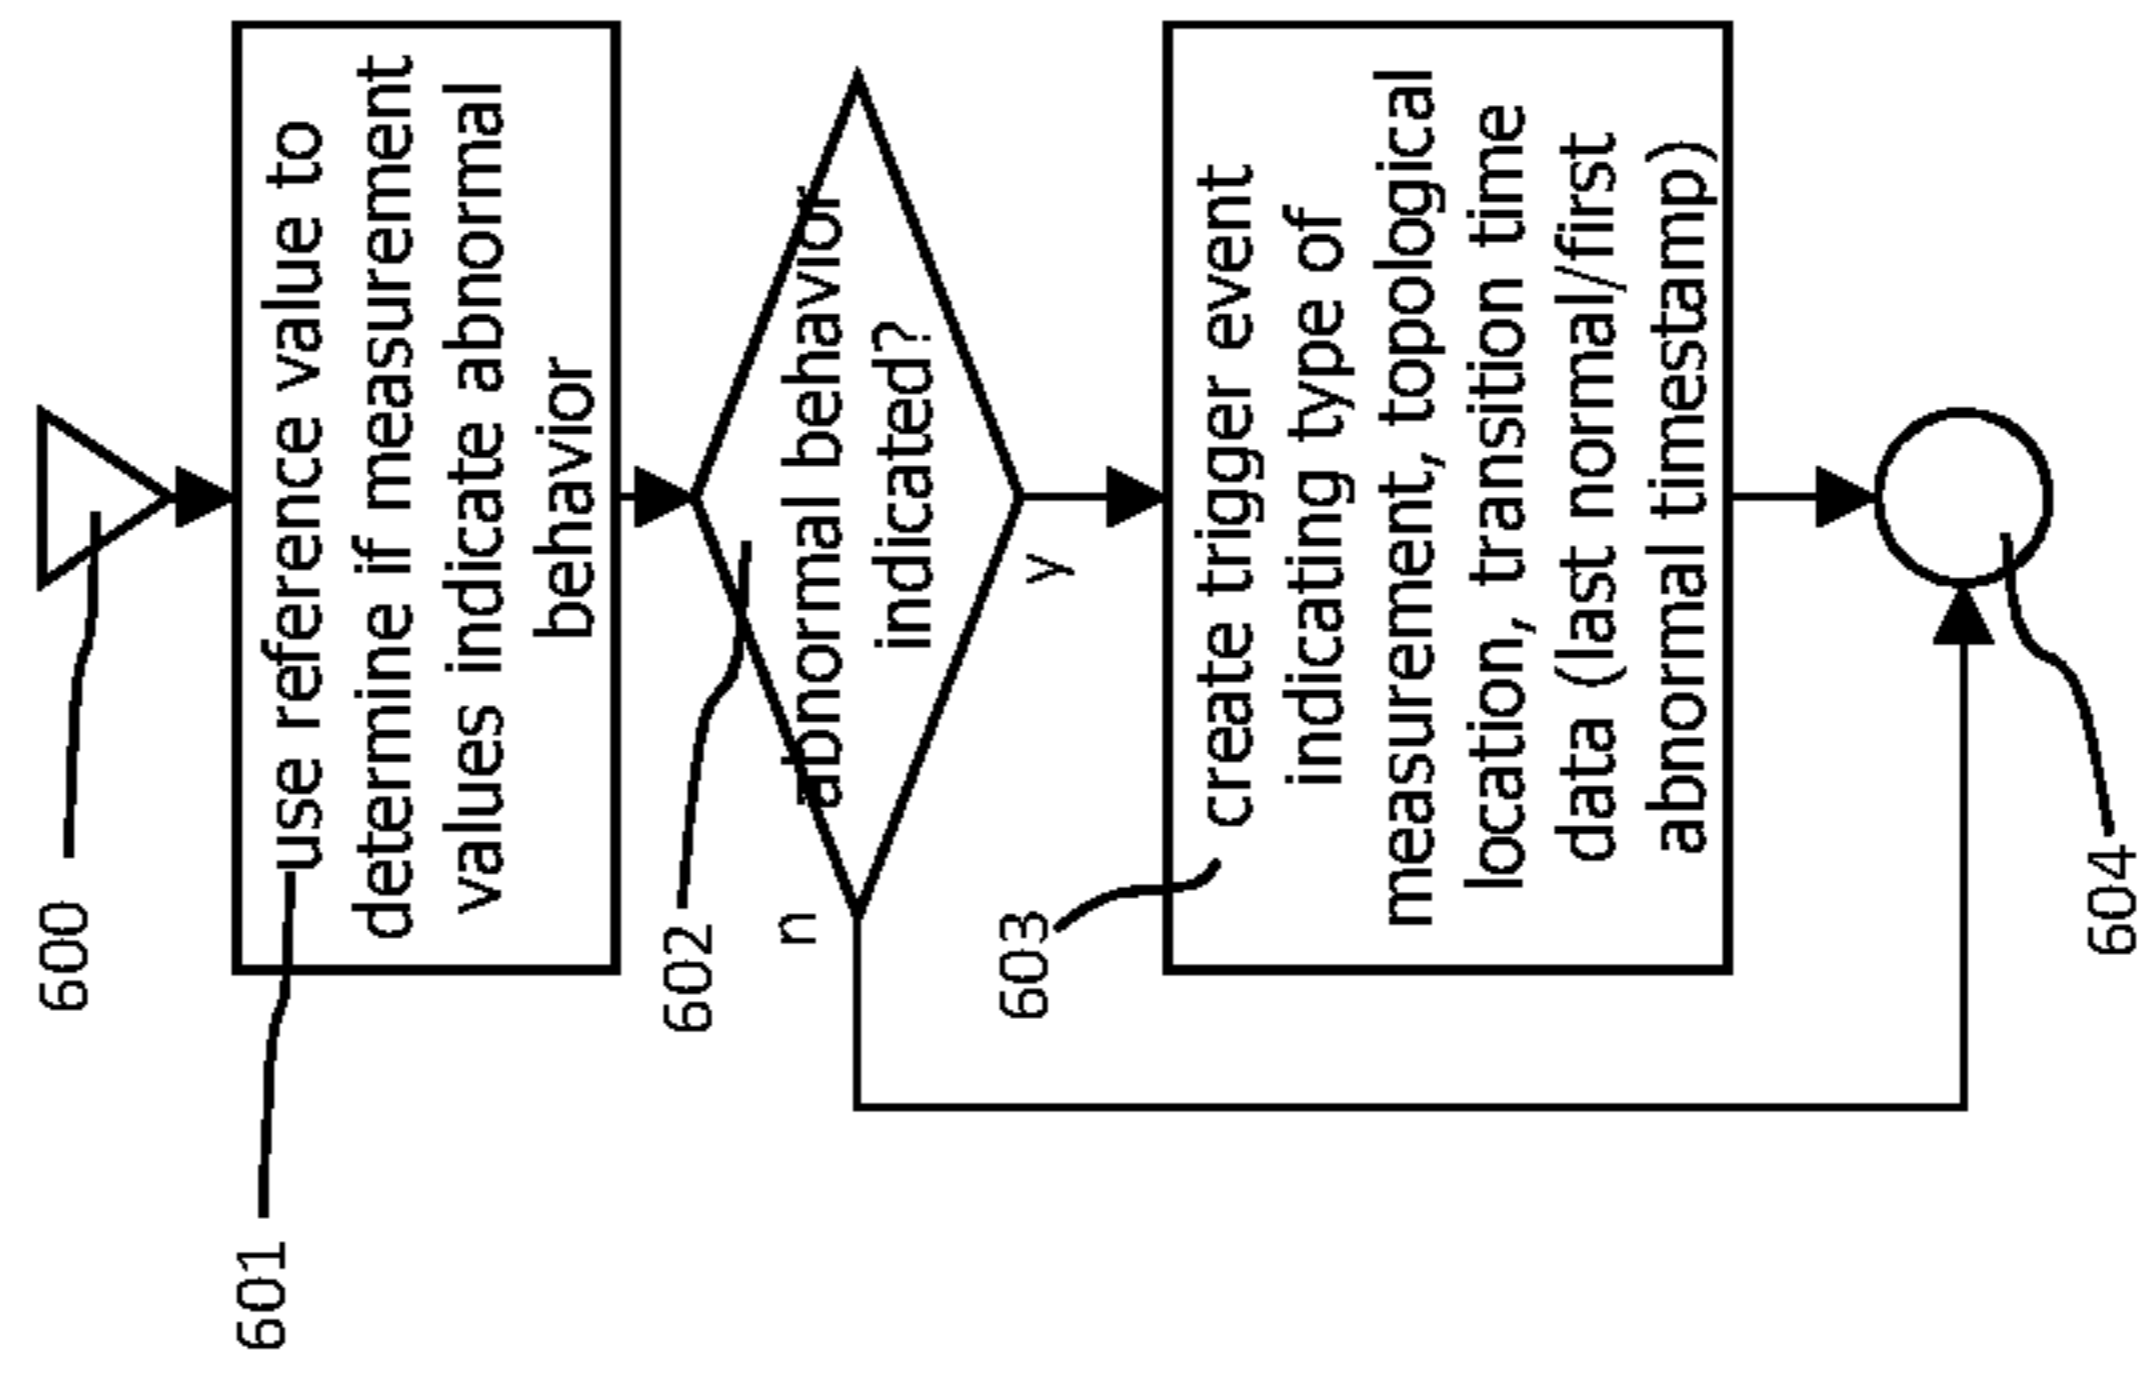 600
601
use reference value to
determine if measurement
values indicate abnormal
behavior
602
n
abnormal behavior
indicated?
y
603
create trigger event
indicating type of
measurement, topological
location, transition time
data (last normal/first
abnormal timestamp)
604